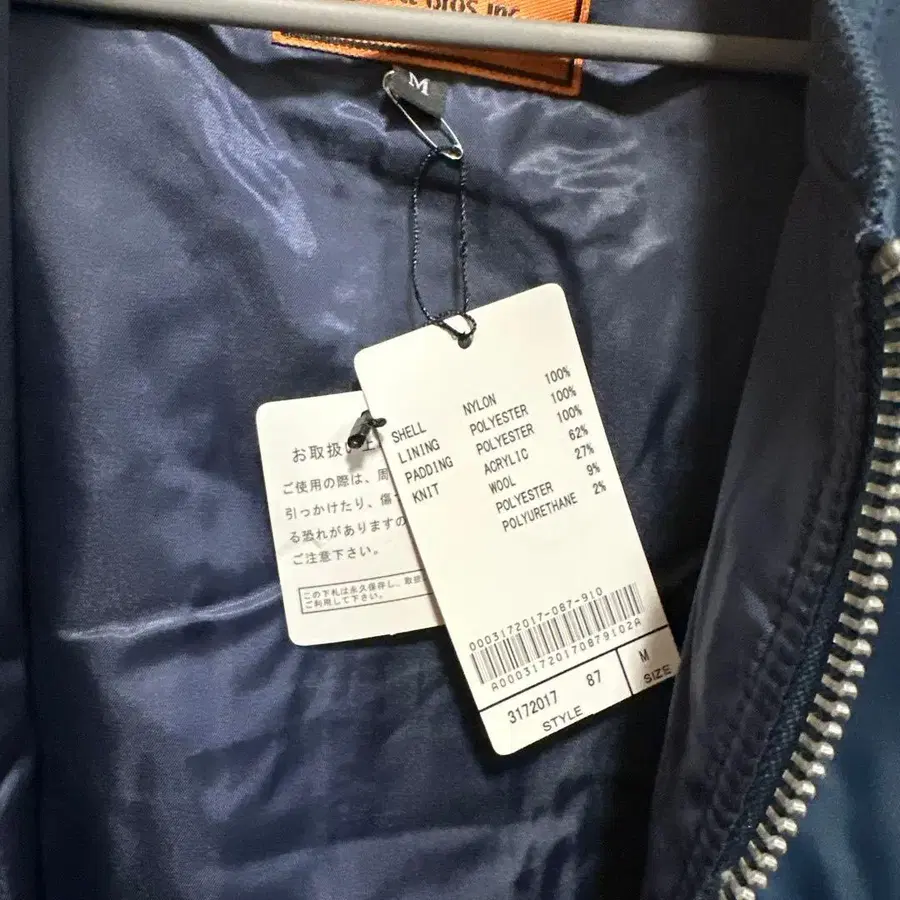 Bros Inc
M
SHELL NYLON 100%
LINING POLYESTER 100%
PADDING POLYESTER 100%
KNIT ACRYLIC 62%
WOOL 27%
POLYESTER 9%
POLYURETHANE 2%
0003172017-087-910
A00031720170879102A
3172017 87 M
STYLE SIZE
お取扱い上
ご使用の際は、周
引っかけたり、傷
る恐れがありますの
ご注意下さい。
この下札は永久保存し、取扱
ご利用して下さい。